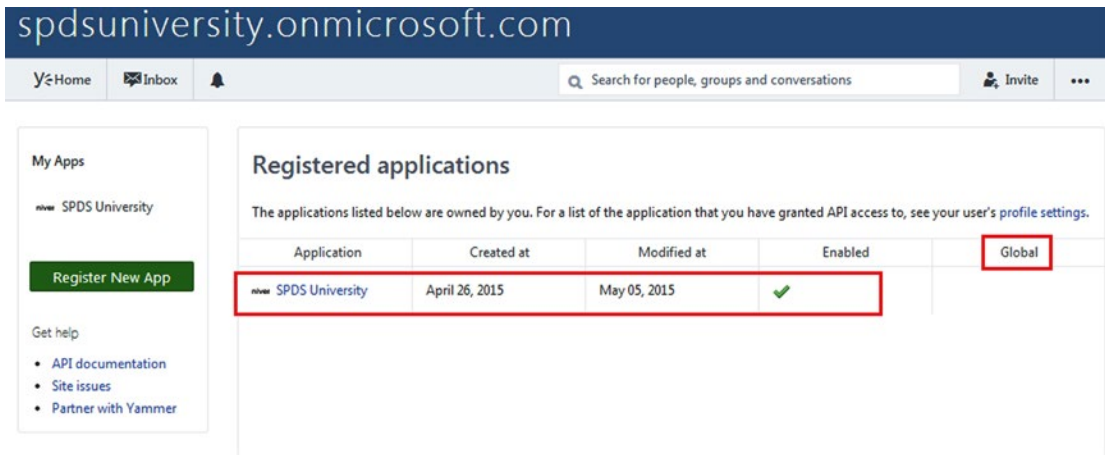 spdsuniversity.onmicrosoft.com
Home Inbox Search for people, groups and conversations Invite
My Apps
SPDS University
Register New App
Get help
• API documentation
• Site issues
• Partner with Yammer
Registered applications
The applications listed below are owned by you. For a list of the application that you have granted API access to, see your user's profile settings.
Application Created at Modified at Enabled Global
niver SPDS University April 26, 2015 May 05, 2015